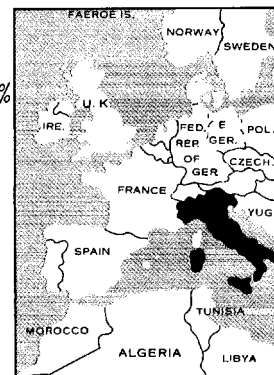 FAEROE IS.
NORWAY
SWEDEN
%
U. K.
IRE.
FED.
REP.
OF
GER
E
GER.
POL.
CZECH.
FRANCE
YUG
SPAIN
TUNISIA
MOROCCO
ALGERIA
LIBYA